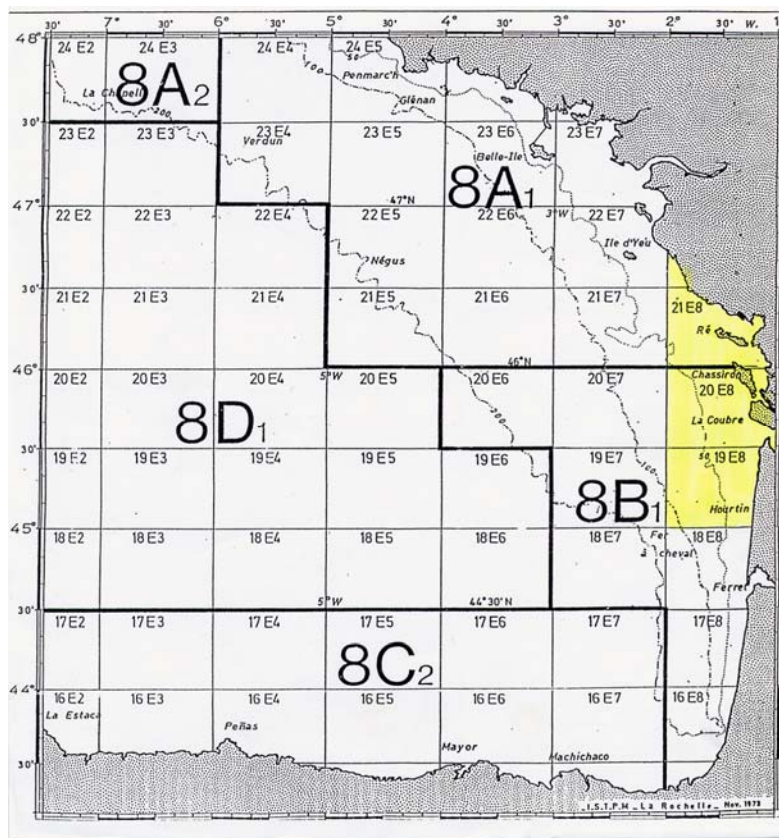 30' 7° 30' 6° 5° 4° 3° 2° 30' 1° W.
48°
24 E2 24 E3 24 E4 24 E5
50
Penmarc'h
100
La Chapell
8A2
200
Glénan
30'
23 E2 23 E3 23 E4 23 E5 23 E6 23 E7
Verdun
Belle-Ile
8A1
47°
47°N
3°W
22 E2 22 E3 22 E4 22 E5 22 E6 22 E7
Ile d'Yeu
Négus
30'
21 E2 21 E3 21 E4 21 E5 21 E6 21 E7 21 E8
Ré
46°N
46°
20 E2 20 E3 20 E4 5°W 20 E5 20 E6 20 E7 Chassiron
20 E8
8D1
200
La Coubre
30'
19 E2 19 E3 19 E4 19 E5 19 E6 19 E7 50 19 E8
100
8B1
Hourtin
45°
18 E2 18 E3 18 E4 18 E5 18 E6 18 E7 18 E8
Fer
à cheval
Ferret
30' 5°W 44°30'N
17 E2 17 E3 17 E4 17 E5 17 E6 17 E7 17 E8
8C2
44°
16 E2 16 E3 16 E4 16 E5 16 E6 16 E7 16 E8
La Estaca
Peñas
Mayor
Machichaco
30'
I.S.T.P.M _ La Rochelle _ Nov. 1973